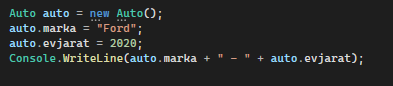 Auto auto = new Auto();
auto.marka = "Ford";
auto.evjarat = 2020;
Console.WriteLine(auto.marka + " - " + auto.evjarat);